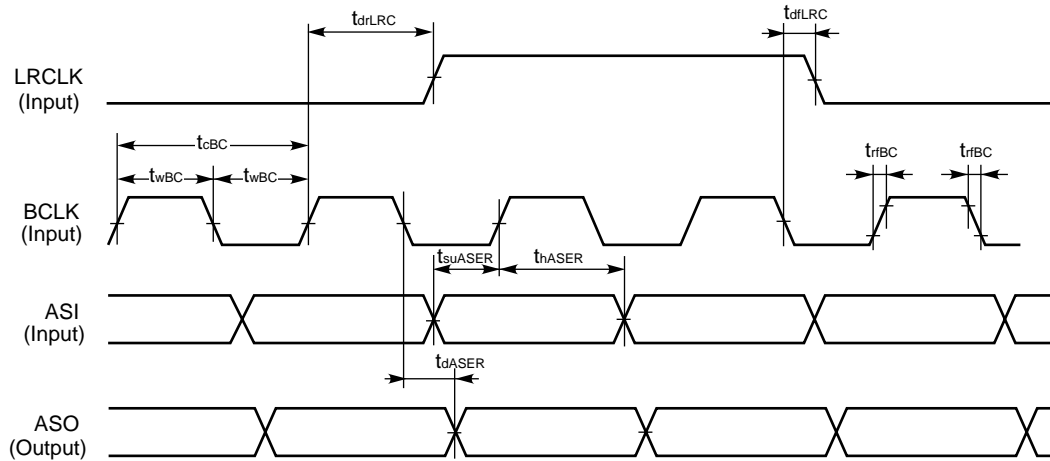 tdrLRC
tdfLRC
LRCLK
(Input)
tcBC
trfBC
trfBC
twBC
twBC
BCLK
(Input)
tsuASER
thASER
ASI
(Input)
tdASER
ASO
(Output)